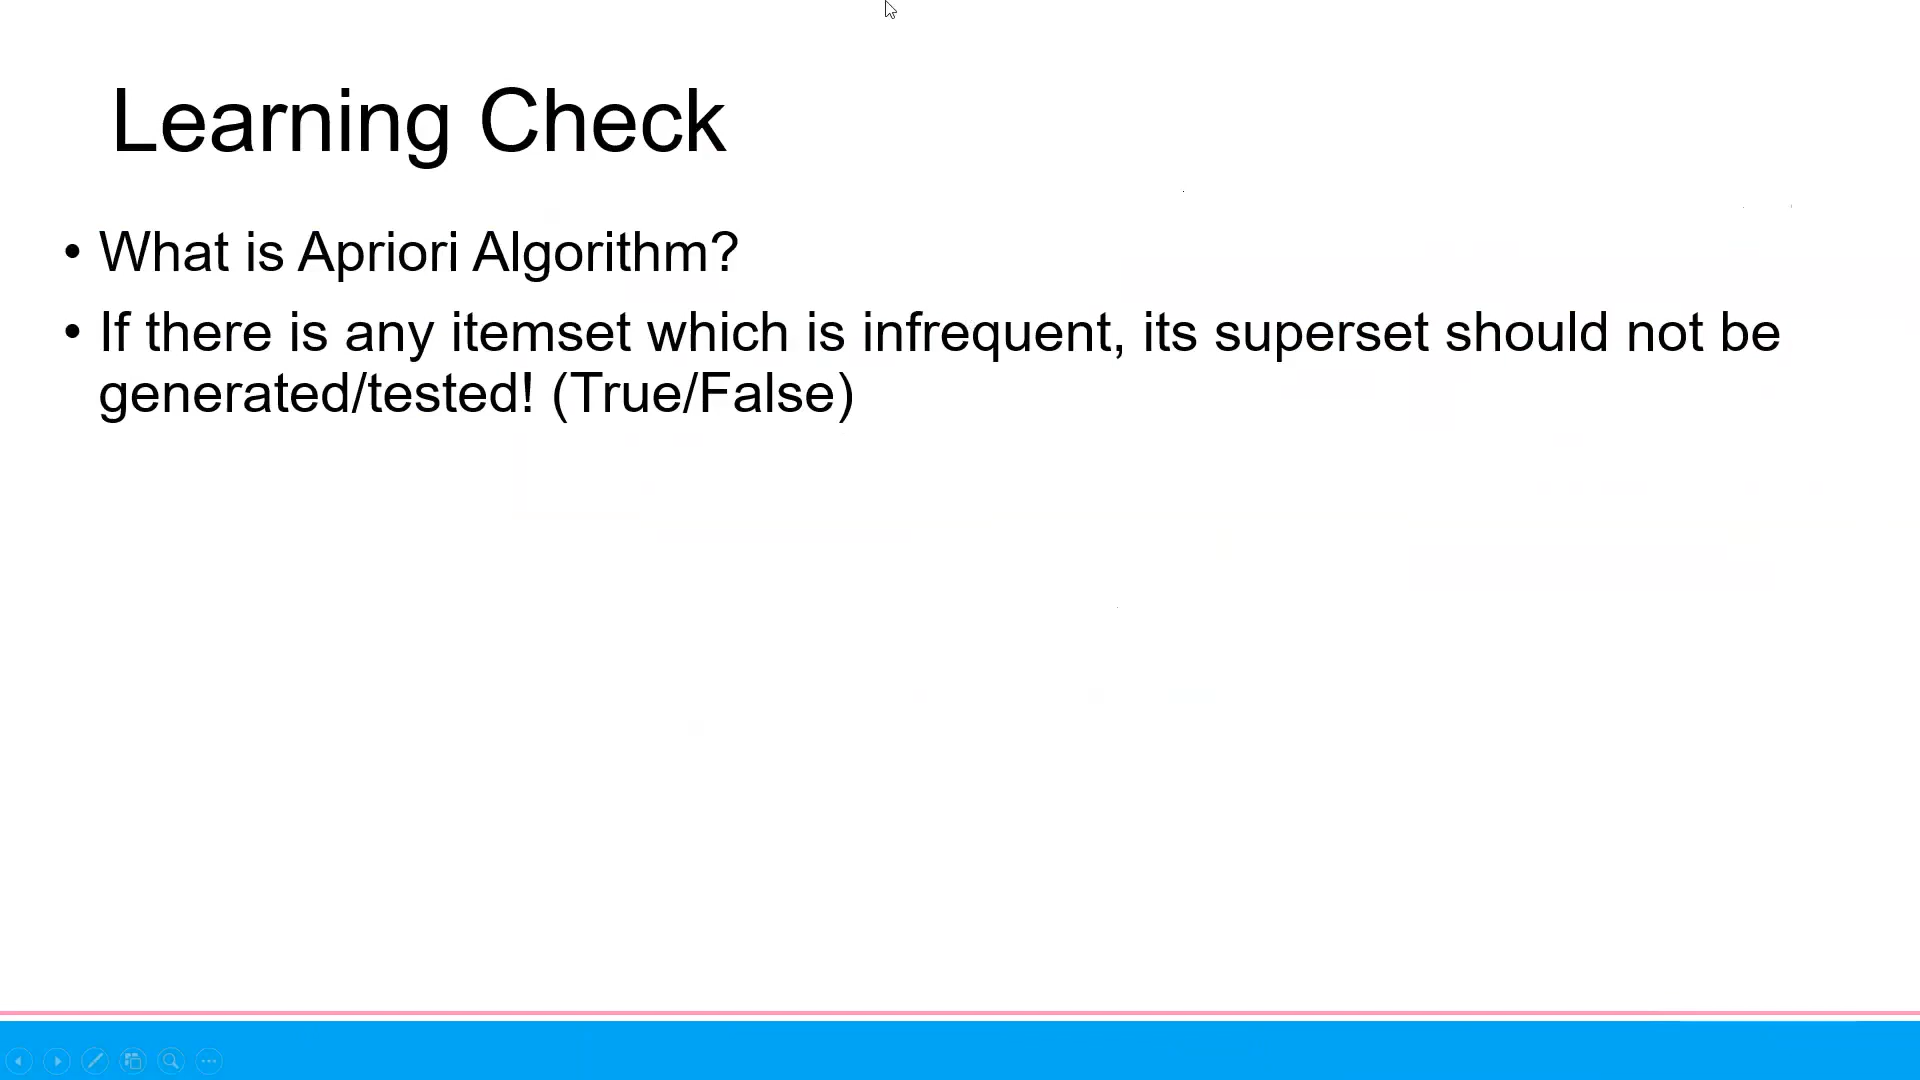 Learning Check
• What is Apriori Algorithm?
• If there is any itemset which is infrequent, its superset should not be
generated/tested! (True/False)